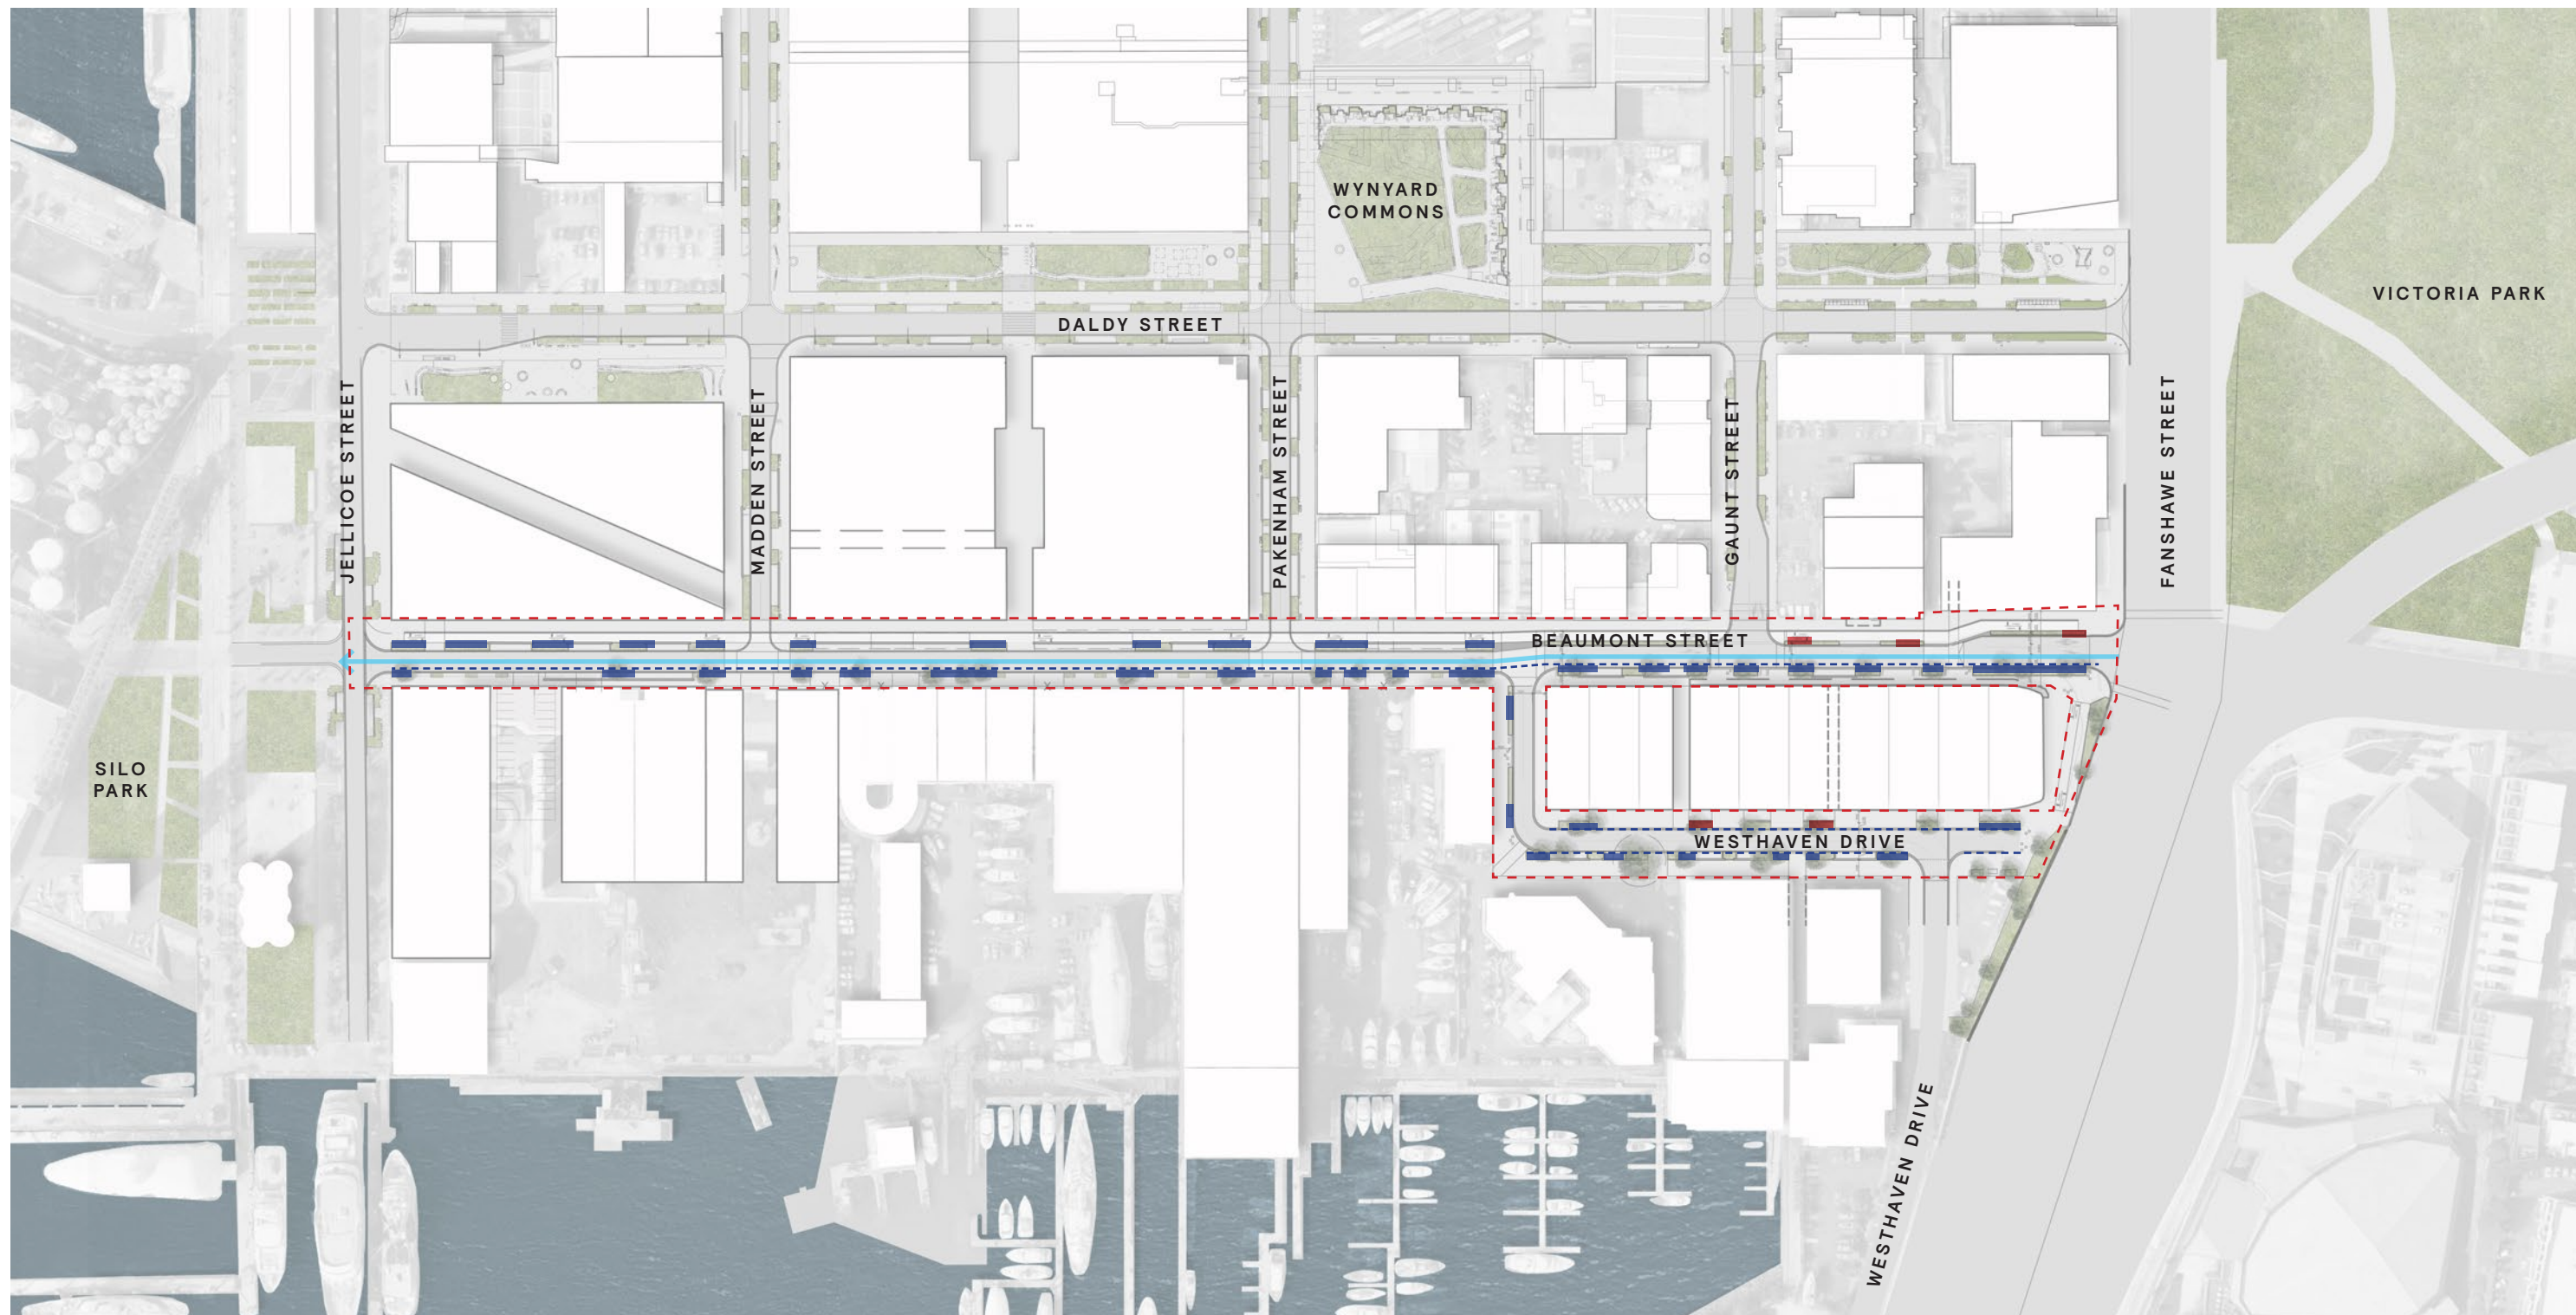 WYNYARD
COMMONS
VICTORIA PARK
DALDY STREET
JELLICOE STREET
MADDEN STREET
PAKENHAM STREET
GAUNT STREET
FANSHAWE STREET
BEAUMONT STREET
SILO
PARK
WESTHAVEN DRIVE
WESTHAVEN DRIVE